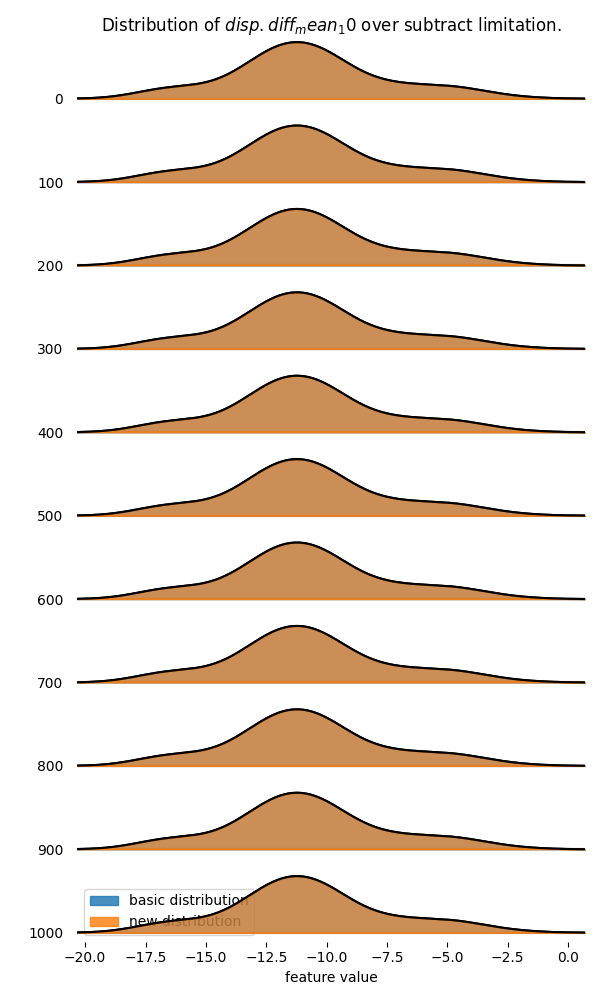 Distribution of disp. diff_mean_10 over subtract limitation.
0
100
200
300
400
500
600
700
800
900
1000
basic distribution
new distribution
−20.0 −17.5 −15.0 −12.5 −10.0 −7.5 −5.0 −2.5 0.0
feature value